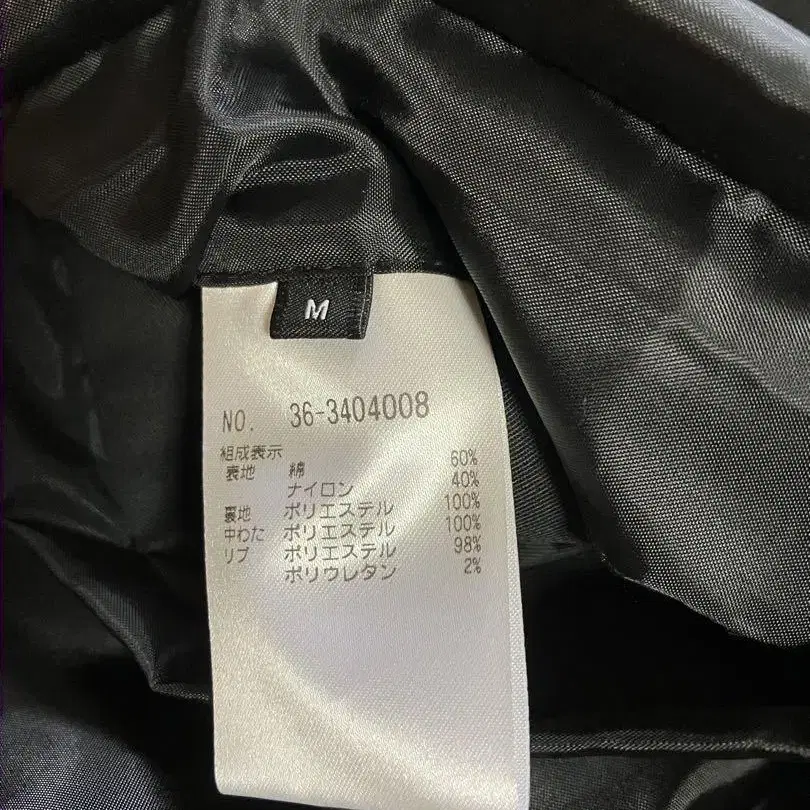 M
NO. 36-3404008
組成表示
表地 綿 60%
ナイロン 40%
裏地 ポリエステル 100%
中わた ポリエステル 100%
リブ ポリエステル 98%
ポリウレタン 2%